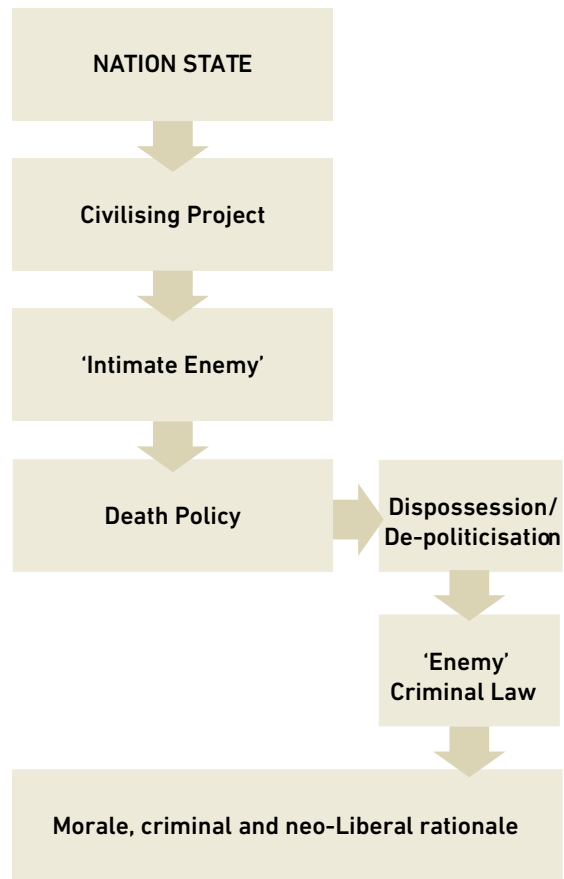 NATION STATE
Civilising Project
‘Intimate Enemy’
Death Policy
Dispossession/
De-politicisation
‘Enemy’
Criminal Law
Morale, criminal and neo-Liberal rationale